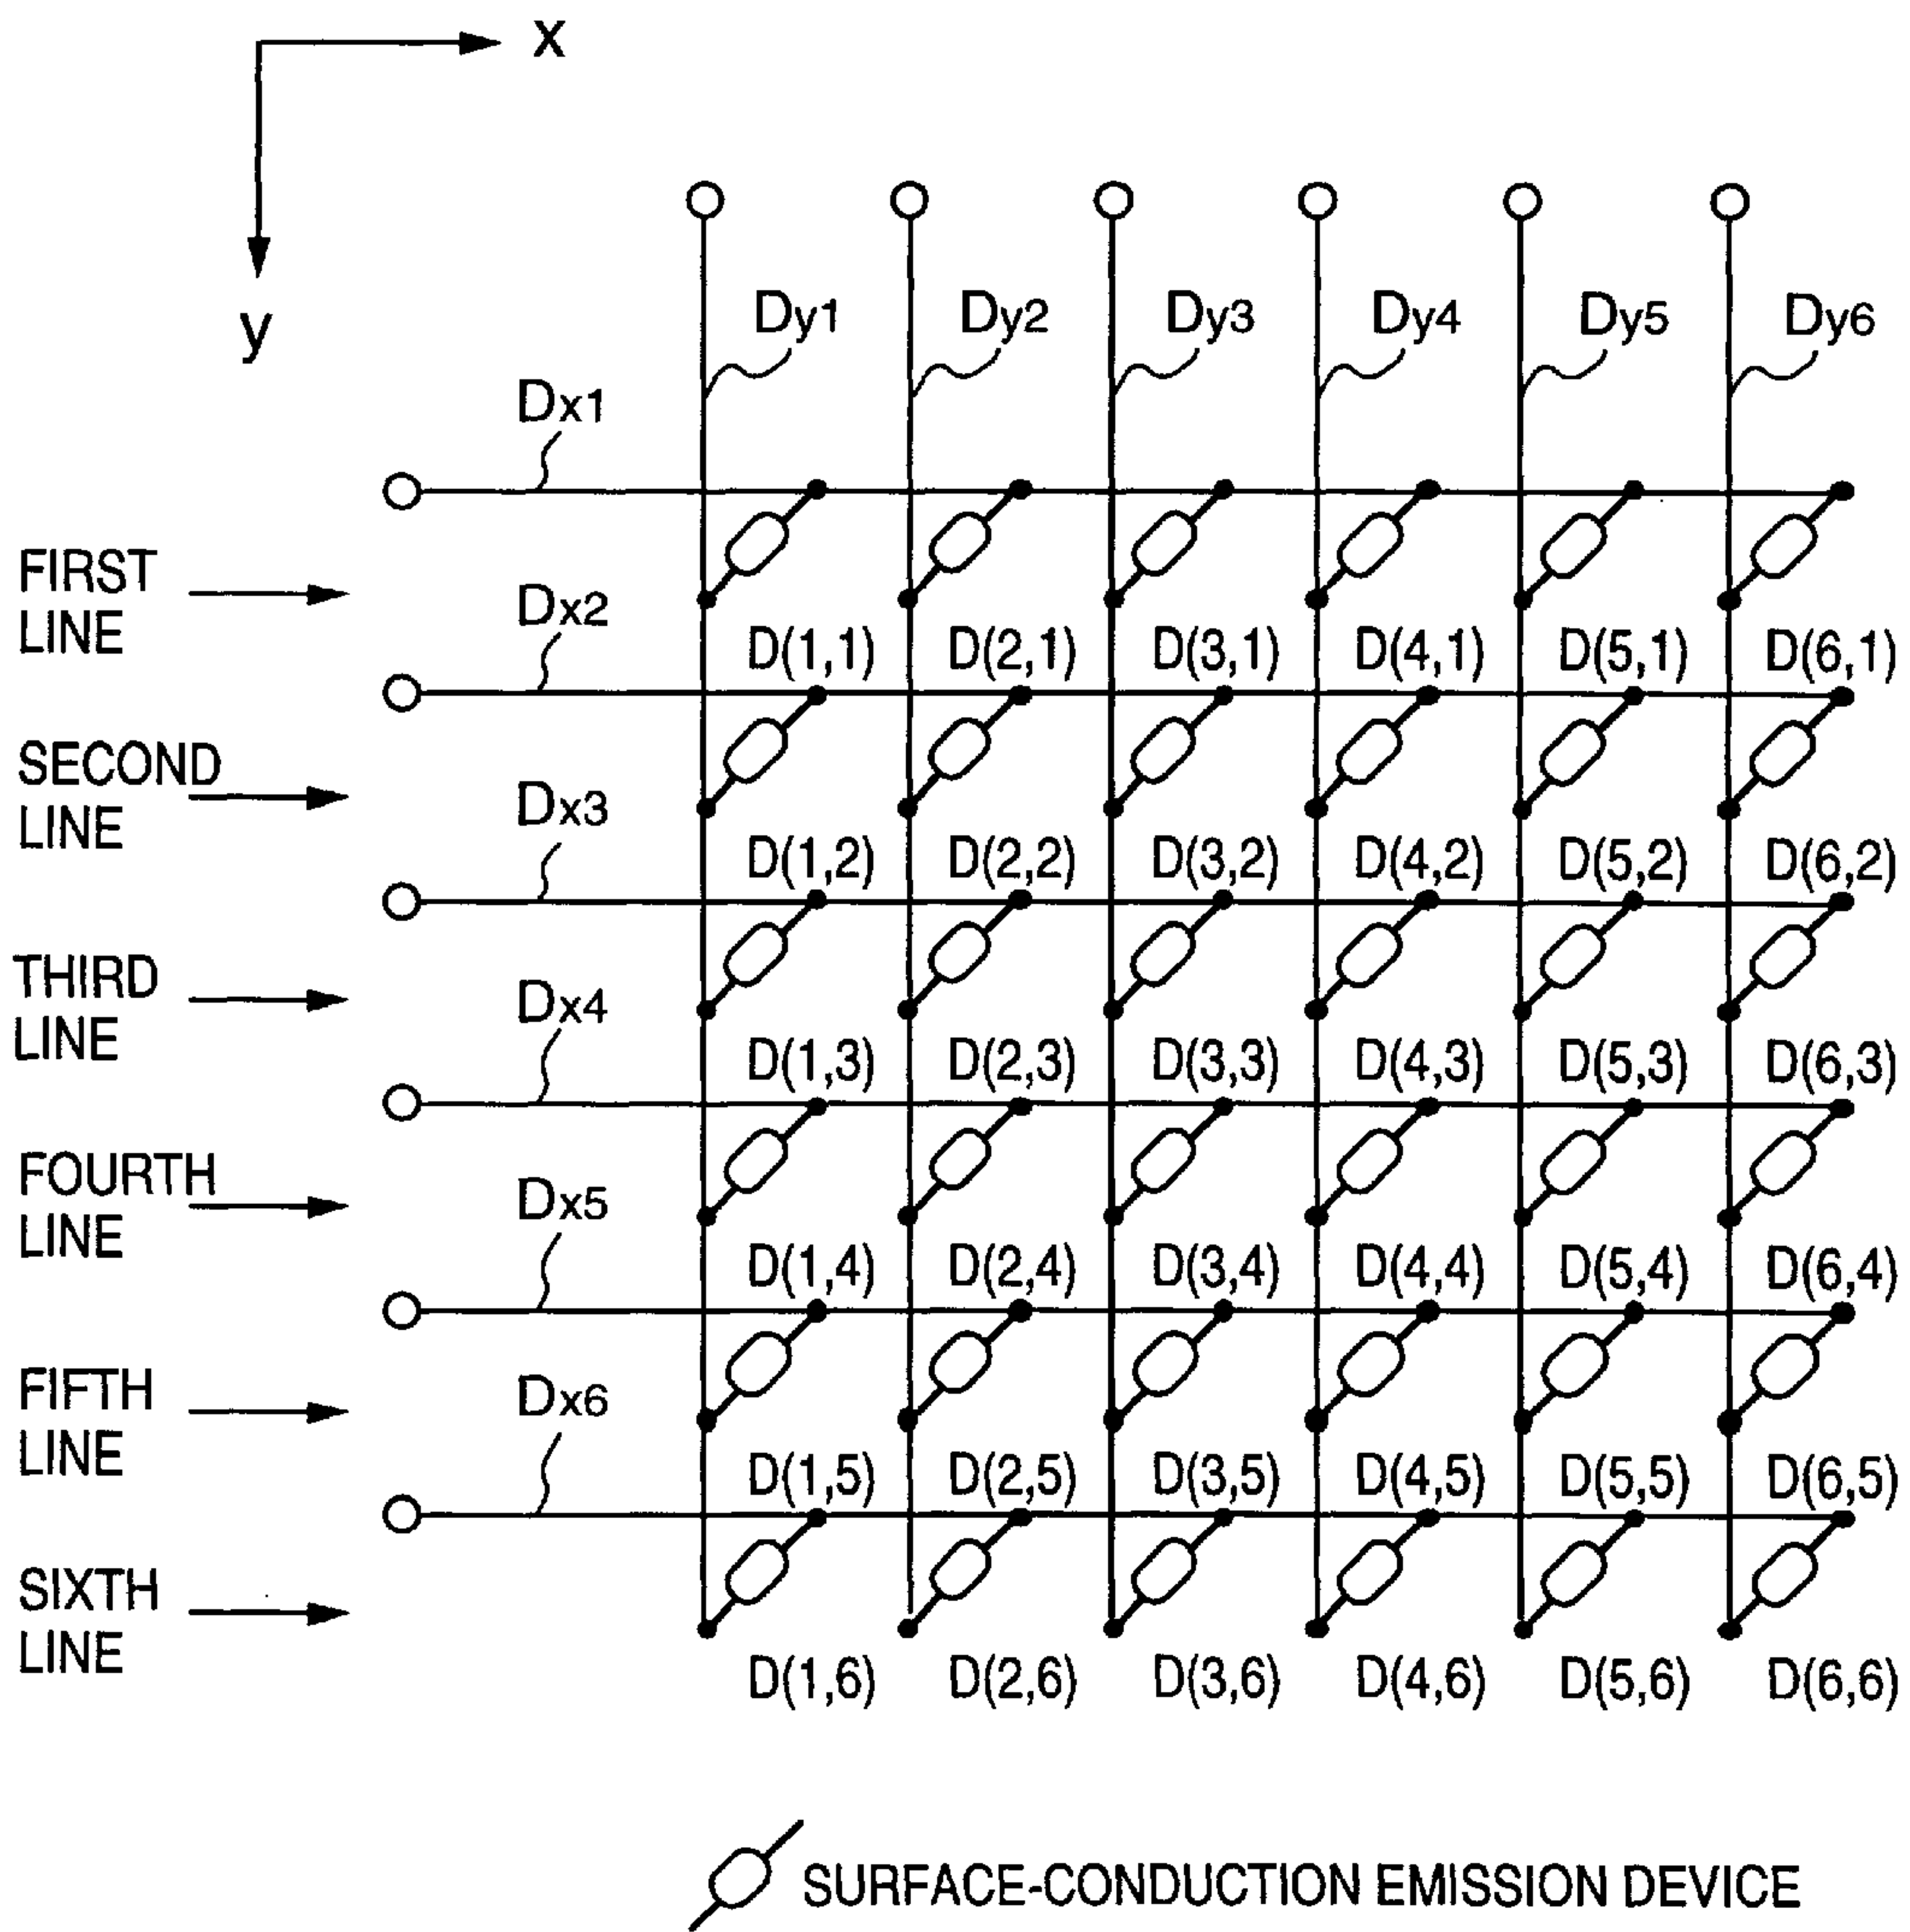 x
y
Dy1 Dy2 Dy3 Dy4 Dy5 Dy6
Dx1
FIRST
LINE
Dx2
D(1,1) D(2,1) D(3,1) D(4,1) D(5,1) D(6,1)
SECOND
LINE
Dx3
D(1,2) D(2,2) D(3,2) D(4,2) D(5,2) D(6,2)
THIRD
LINE
Dx4
D(1,3) D(2,3) D(3,3) D(4,3) D(5,3) D(6,3)
FOURTH
LINE
Dx5
D(1,4) D(2,4) D(3,4) D(4,4) D(5,4) D(6,4)
FIFTH
LINE
Dx6
D(1,5) D(2,5) D(3,5) D(4,5) D(5,5) D(6,5)
SIXTH
LINE
D(1,6) D(2,6) D(3,6) D(4,6) D(5,6) D(6,6)
SURFACE-CONDUCTION EMISSION DEVICE